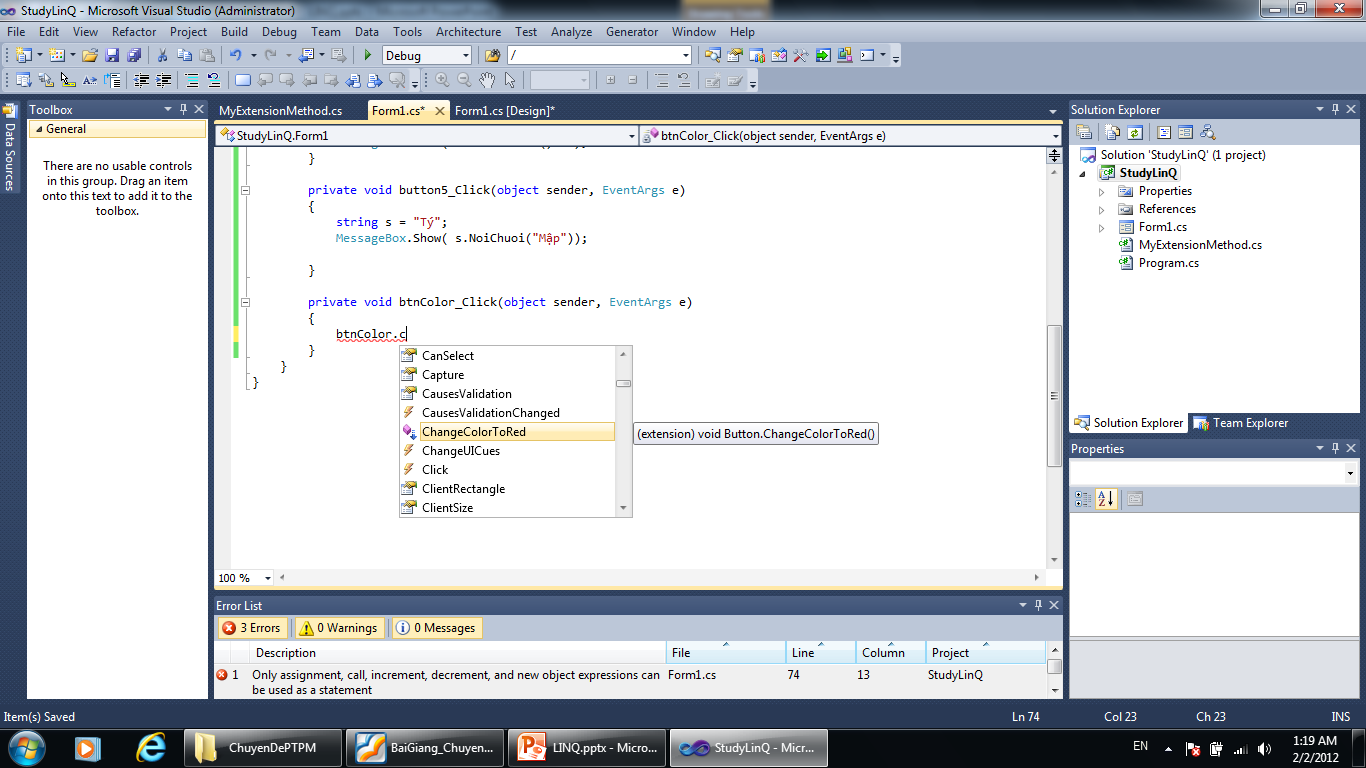 StudyLinQ - Microsoft Visual Studio (Administrator)
File Edit View Refactor Project Build Debug Team Data Tools Architecture Test Analyze Generator Window Help
Debug /
Data Sources
Toolbox
General
There are no usable controls
in this group. Drag an item
onto this text to add it to the
toolbox.
MyExtensionMethod.cs Form1.cs* Form1.cs [Design]*
StudyLinQ.Form1 btnColor_Click(object sender, EventArgs e)
}
private void button5_Click(object sender, EventArgs e)
{
string s = "Tý";
MessageBox.Show( s.NoiChuoi("Mập"));
}
private void btnColor_Click(object sender, EventArgs e)
{
btnColor.c
}
}
}
CanSelect
Capture
CausesValidation
CausesValidationChanged
ChangeColorToRed
(extension) void Button.ChangeColorToRed()
ChangeUICues
Click
ClientRectangle
ClientSize
100 %
Error List
3 Errors 0 Warnings 0 Messages
Description File Line Column Project
1 Only assignment, call, increment, decrement, and new object expressions can be used as a statement Form1.cs 74 13 StudyLinQ
Solution Explorer
Solution 'StudyLinQ' (1 project)
StudyLinQ
Properties
References
Form1.cs
MyExtensionMethod.cs
Program.cs
Solution Explorer Team Explorer
Properties
Item(s) Saved Ln 74 Col 23 Ch 23 INS
ChuyenDePTPM BaiGiang_Chuyen... LINQ.pptx - Micros... StudyLinQ - Micr... EN 1:19 AM
2/2/2012